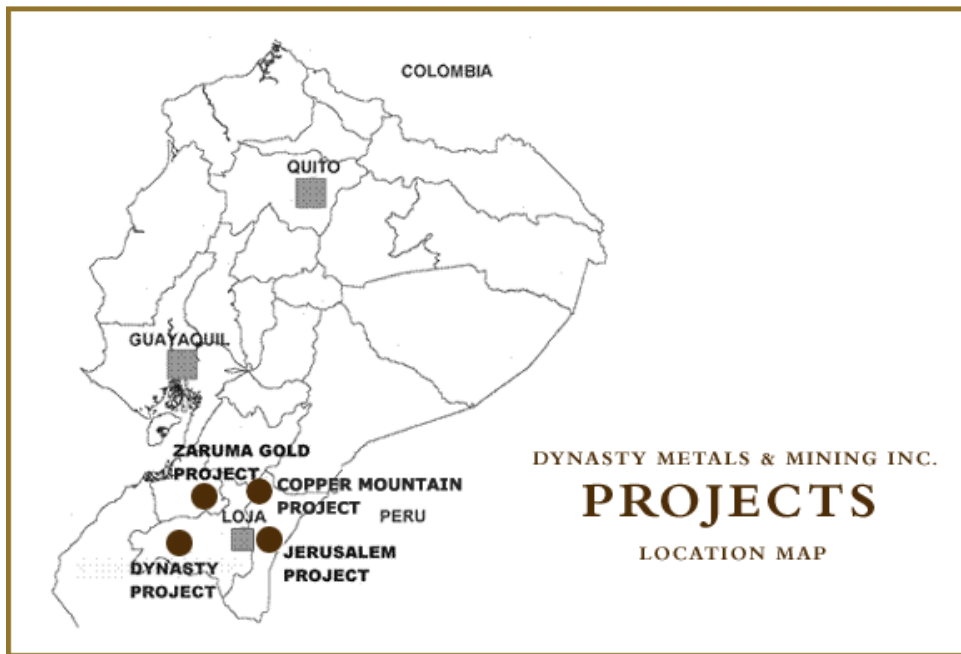 COLOMBIA
QUITO
GUAYAQUIL
ZARUMA GOLD
PROJECT
COPPER MOUNTAIN
PROJECT
LOJA
PERU
JERUSALEM
PROJECT
DYNASTY
PROJECT
DYNASTY METALS & MINING INC.
PROJECTS
LOCATION MAP